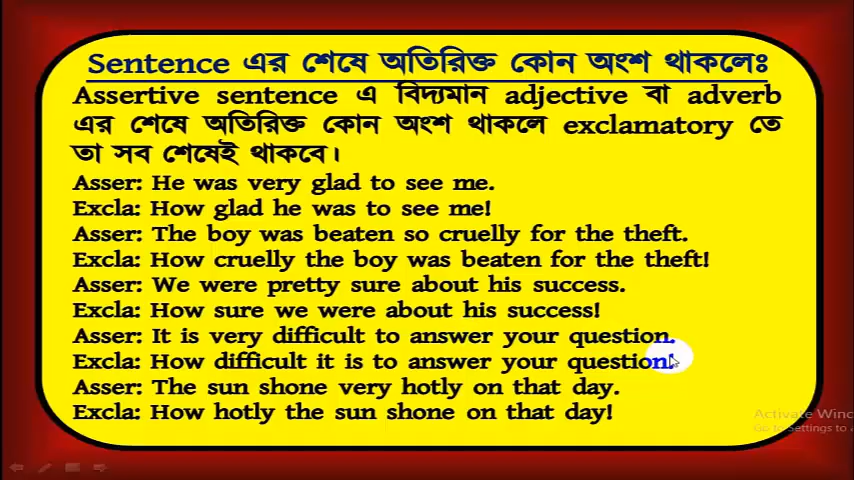 Sentence এর শেষে অতিরিক্ত কোন অংশ থাকলেঃ
Assertive sentence এ বিদ্যমান adjective বা adverb
এর শেষে অতিরিক্ত কোন অংশ থাকলে exclamatory তে
তা সব শেষেই থাকবে।
Asser: He was very glad to see me.
Excla: How glad he was to see me!
Asser: The boy was beaten so cruelly for the theft.
Excla: How cruelly the boy was beaten for the theft!
Asser: We were pretty sure about his success.
Excla: How sure we were about his success!
Asser: It is very difficult to answer your question.
Excla: How difficult it is to answer your question!
Asser: The sun shone very hotly on that day.
Excla: How hotly the sun shone on that day!
Activate
Go to Settings to